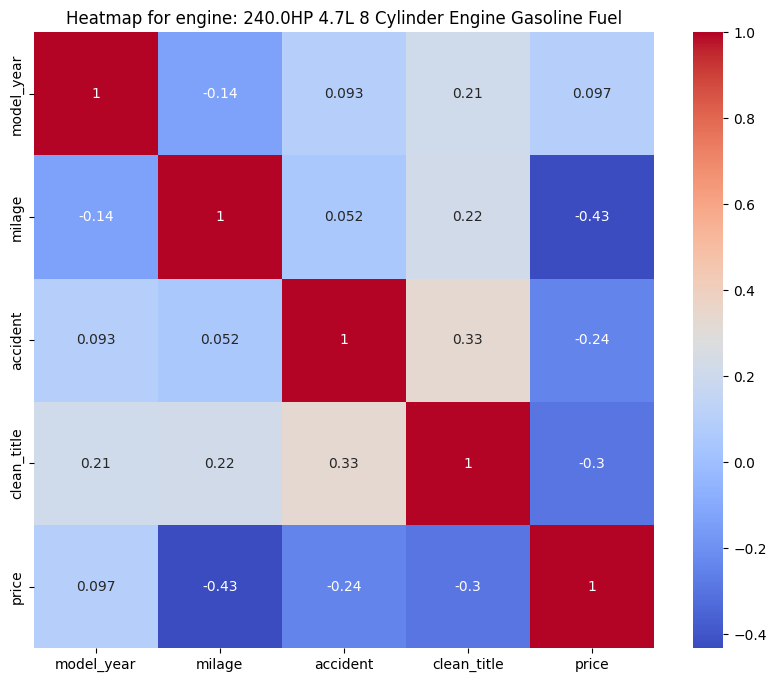 Heatmap for engine: 240.0HP 4.7L 8 Cylinder Engine Gasoline Fuel
model_year 1 -0.14 0.093 0.21 0.097
milage -0.14 1 0.052 0.22 -0.43
accident 0.093 0.052 1 0.33 -0.24
clean_title 0.21 0.22 0.33 1 -0.3
price 0.097 -0.43 -0.24 -0.3 1
model_year milage accident clean_title price
1.0
0.8
0.6
0.4
0.2
0.0
−0.2
−0.4